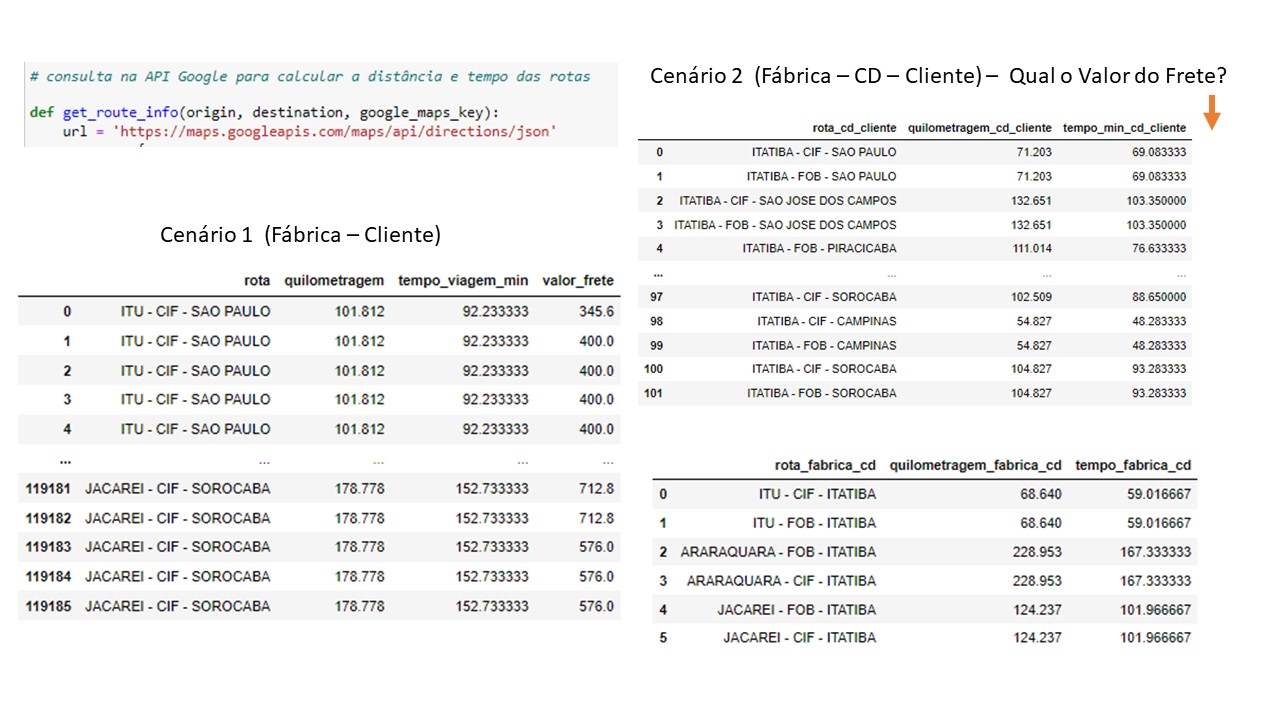 # consulta na API Google para calcular a distância e tempo das rotas
def get_route_info(origin, destination, google_maps_key):
url = 'https://maps.googleapis.com/maps/api/directions/json'
Cenário 1 (Fábrica – Cliente)
rota quilometragem tempo_viagem_min valor_frete
0 ITU - CIF - SAO PAULO 101.812 92.233333 345.6
1 ITU - CIF - SAO PAULO 101.812 92.233333 400.0
2 ITU - CIF - SAO PAULO 101.812 92.233333 400.0
3 ITU - CIF - SAO PAULO 101.812 92.233333 400.0
4 ITU - CIF - SAO PAULO 101.812 92.233333 400.0
... ... ... ... ...
119181 JACAREI - CIF - SOROCABA 178.778 152.733333 712.8
119182 JACAREI - CIF - SOROCABA 178.778 152.733333 712.8
119183 JACAREI - CIF - SOROCABA 178.778 152.733333 576.0
119184 JACAREI - CIF - SOROCABA 178.778 152.733333 576.0
119185 JACAREI - CIF - SOROCABA 178.778 152.733333 576.0
Cenário 2 (Fábrica – CD – Cliente) – Qual o Valor do Frete?
rota_cd_cliente quilometragem_cd_cliente tempo_min_cd_cliente
0 ITATIBA - CIF - SAO PAULO 71.203 69.083333
1 ITATIBA - FOB - SAO PAULO 71.203 69.083333
2 ITATIBA - CIF - SAO JOSE DOS CAMPOS 132.651 103.350000
3 ITATIBA - FOB - SAO JOSE DOS CAMPOS 132.651 103.350000
4 ITATIBA - FOB - PIRACICABA 111.014 76.633333
... ... ... ...
97 ITATIBA - CIF - SOROCABA 102.509 88.650000
98 ITATIBA - CIF - CAMPINAS 54.827 48.283333
99 ITATIBA - FOB - CAMPINAS 54.827 48.283333
100 ITATIBA - CIF - SOROCABA 104.827 93.283333
101 ITATIBA - FOB - SOROCABA 104.827 93.283333
rota_fabrica_cd quilometragem_fabrica_cd tempo_fabrica_cd
0 ITU - CIF - ITATIBA 68.640 59.016667
1 ITU - FOB - ITATIBA 68.640 59.016667
2 ARARAQUARA - FOB - ITATIBA 228.953 167.333333
3 ARARAQUARA - CIF - ITATIBA 228.953 167.333333
4 JACAREI - FOB - ITATIBA 124.237 101.966667
5 JACAREI - CIF - ITATIBA 124.237 101.966667